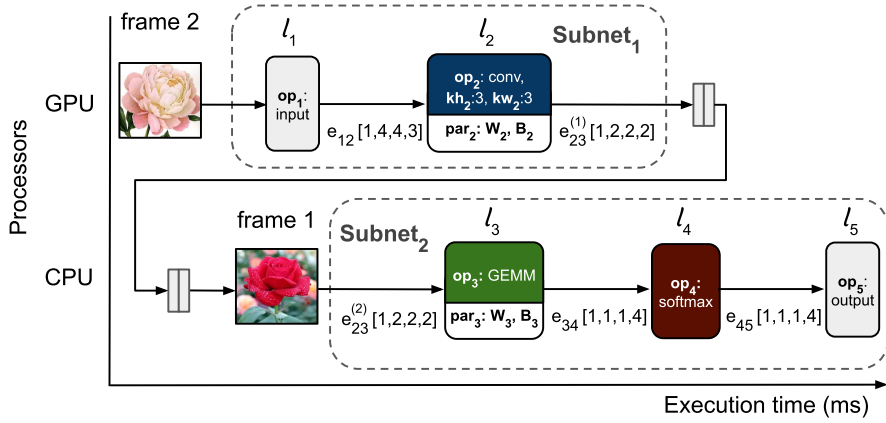 frame 2
l1
l2
Subnet1
GPU
op1:
input
op2: conv,
kh2:3, kw2:3
par2: W2, B2
e12 [1,4,4,3]
e23(1) [1,2,2,2]
Processors
frame 1
Subnet2
l3
l4
l5
CPU
op3: GEMM
par3: W3, B3
op4:
softmax
op5:
output
e23(2) [1,2,2,2]
e34 [1,1,1,4]
e45 [1,1,1,4]
Execution time (ms)